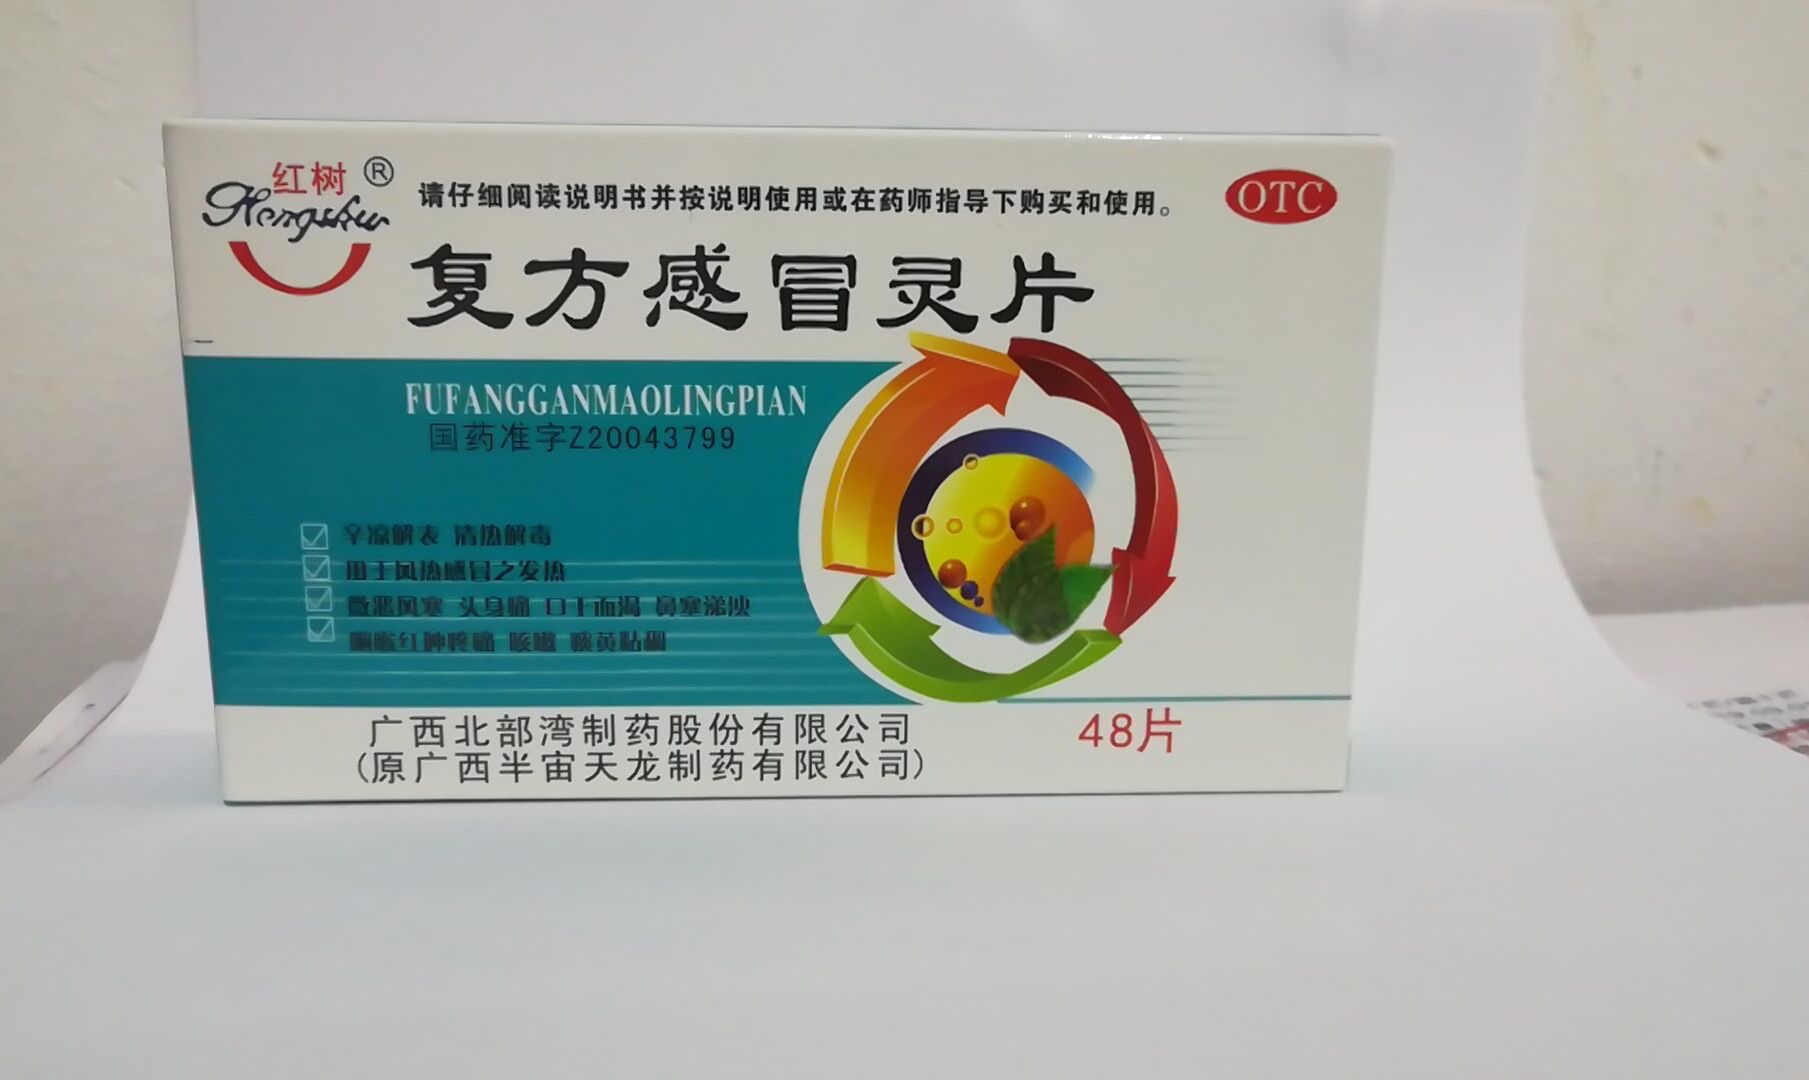 红树®
Hongshu
请仔细阅读说明书并按说明使用或在药师指导下购买和使用。
OTC
复方感冒灵片
FUFANGGANMAOLINGPIAN
国药准字Z20043799
辛凉解表 清热解毒
用于风热感冒之发热
微恶风寒 头身痛 口干而渴 鼻塞涕浊
咽喉红肿疼痛 咳嗽 痰黄粘稠
广西北部湾制药股份有限公司
(原广西半宙天龙制药有限公司)
48片